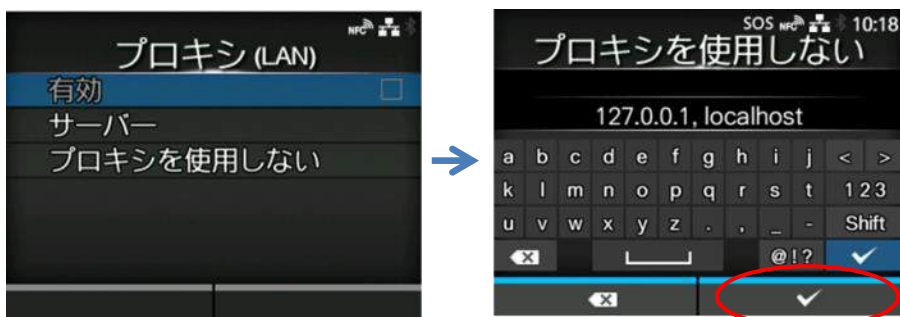 NFC
プロキシ (LAN)
有効
サーバー
プロキシを使用しない
SOS NFC 10:18
プロキシを使用しない
127.0.0.1, localhost
a b c d e f g h i j < >
k l m n o p q r s t 123
u v w x y z . , _ - Shift
@!?